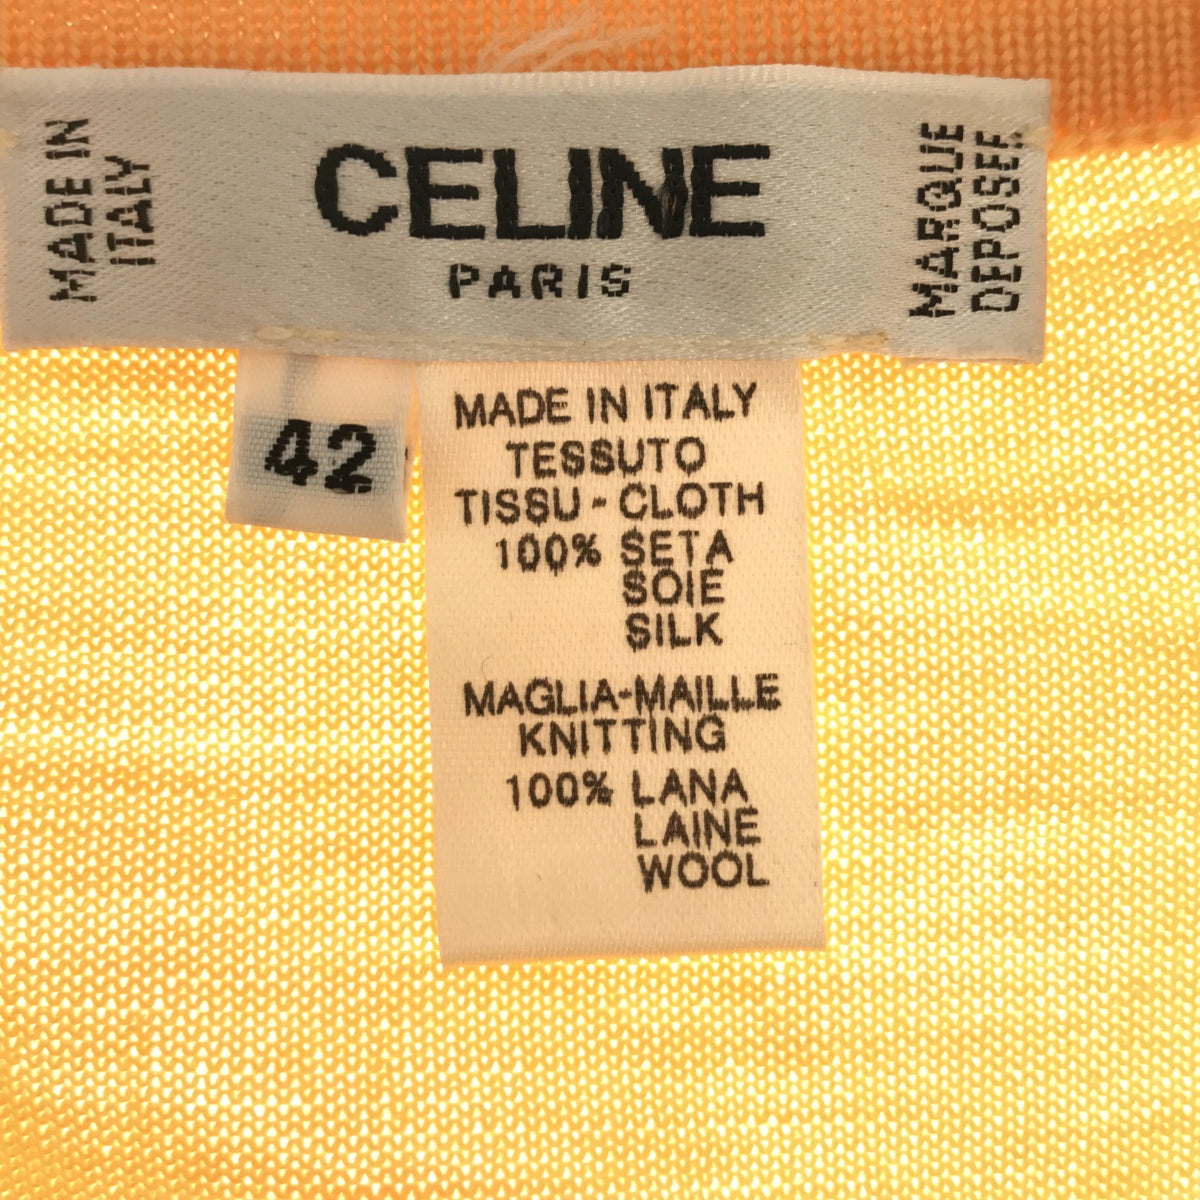 MADE IN
ITALY
CELINE
PARIS
MARQUE
DEPOSEE
42
MADE IN ITALY
TESSUTO
TISSU-CLOTH
100% SETA
SOIE
SILK
MAGLIA-MAILLE
KNITTING
100% LANA
LAINE
WOOL